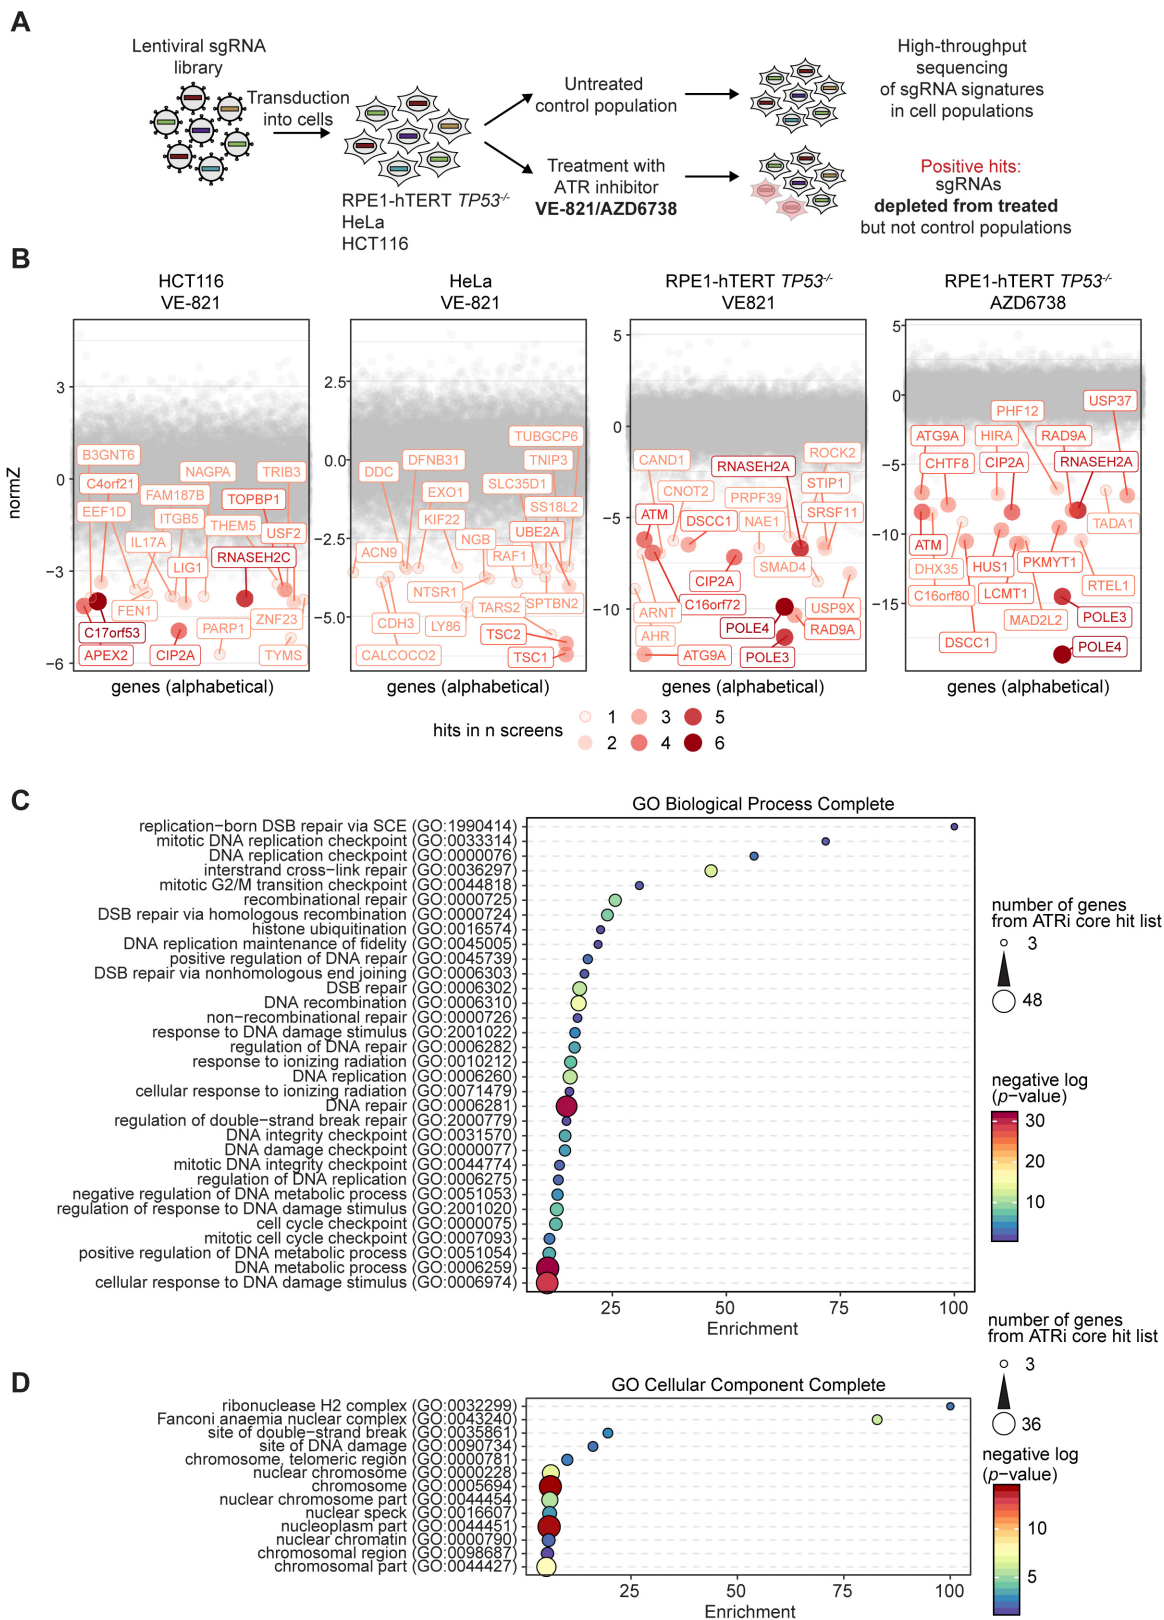 A
Lentiviral sgRNA
library
Transduction
into cells
RPE1-hTERT TP53-/-
HeLa
HCT116
Untreated
control population
Treatment with
ATR inhibitor
VE-821/AZD6738
High-throughput
sequencing
of sgRNA signatures
in cell populations
Positive hits:
sgRNAs
depleted from treated
but not control populations
B
HCT116
VE-821
HeLa
VE-821
RPE1-hTERT TP53-/-
VE821
RPE1-hTERT TP53-/-
AZD6738
normZ
3
0
−3
−6
B3GNT6
C4orf21
EEF1D
NAGPA
TRIB3
FAM187B
TOPBP1
ITGB5
THEM5
USF2
IL17A
LIG1
RNASEH2C
FEN1
PARP1
ZNF23
C17orf53
APEX2
CIP2A
TYMS
genes (alphabetical)
2.5
0.0
−2.5
−5.0
TUBGCP6
DDC
DFNB31
TNIP3
EXO1
SLC35D1
SS18L2
KIF22
NGB
UBE2A
ACN9
RAF1
NTSR1
TARS2
SPTBN2
CDH3
LY86
TSC2
CALCOCO2
TSC1
genes (alphabetical)
5
0
−5
−10
CAND1
RNASEH2A
ROCK2
CNOT2
PRPF39
STIP1
ATM
DSCC1
NAE1
SRSF11
SMAD4
CIP2A
C16orf72
ARNT
POLE4
USP9X
AHR
RAD9A
ATG9A
POLE3
genes (alphabetical)
5
0
−5
−10
−15
PHF12
USP37
ATG9A
HIRA
RAD9A
CHTF8
CIP2A
RNASEH2A
TADA1
ATM
DHX35
HUS1
PKMYT1
RTEL1
C16orf80
LCMT1
MAD2L2
POLE3
DSCC1
POLE4
genes (alphabetical)
hits in n screens
1
3
5
2
4
6
C
GO Biological Process Complete
replication−born DSB repair via SCE (GO:1990414)
mitotic DNA replication checkpoint (GO:0033314)
DNA replication checkpoint (GO:0000076)
interstrand cross−link repair (GO:0036297)
mitotic G2/M transition checkpoint (GO:0044818)
recombinational repair (GO:0000725)
DSB repair via homologous recombination (GO:0000724)
histone ubiquitination (GO:0016574)
DNA replication maintenance of fidelity (GO:0045005)
positive regulation of DNA repair (GO:0045739)
DSB repair via nonhomologous end joining (GO:0006303)
DSB repair (GO:0006302)
DNA recombination (GO:0006310)
non−recombinational repair (GO:0000726)
response to DNA damage stimulus (GO:2001022)
regulation of DNA repair (GO:0006282)
response to ionizing radiation (GO:0010212)
DNA replication (GO:0006260)
cellular response to ionizing radiation (GO:0071479)
DNA repair (GO:0006281)
regulation of double−strand break repair (GO:2000779)
DNA integrity checkpoint (GO:0031570)
DNA damage checkpoint (GO:0000077)
mitotic DNA integrity checkpoint (GO:0044774)
regulation of DNA replication (GO:0006275)
negative regulation of DNA metabolic process (GO:0051053)
regulation of response to DNA damage stimulus (GO:2001020)
cell cycle checkpoint (GO:0000075)
mitotic cell cycle checkpoint (GO:0007093)
positive regulation of DNA metabolic process (GO:0051054)
DNA metabolic process (GO:0006259)
cellular response to DNA damage stimulus (GO:0006974)
25
50
75
100
Enrichment
number of genes
from ATRi core hit list
3
48
negative log
(p−value)
30
20
10
D
GO Cellular Component Complete
ribonuclease H2 complex (GO:0032299)
Fanconi anaemia nuclear complex (GO:0043240)
site of double−strand break (GO:0035861)
site of DNA damage (GO:0090734)
chromosome, telomeric region (GO:0000781)
nuclear chromosome (GO:0000228)
chromosome (GO:0005694)
nuclear chromosome part (GO:0044454)
nuclear speck (GO:0016607)
nucleoplasm part (GO:0044451)
nuclear chromatin (GO:0000790)
chromosomal region (GO:0098687)
chromosomal part (GO:0044427)
25
50
75
100
Enrichment
number of genes
from ATRi core hit list
3
36
negative log
(p−value)
10
5